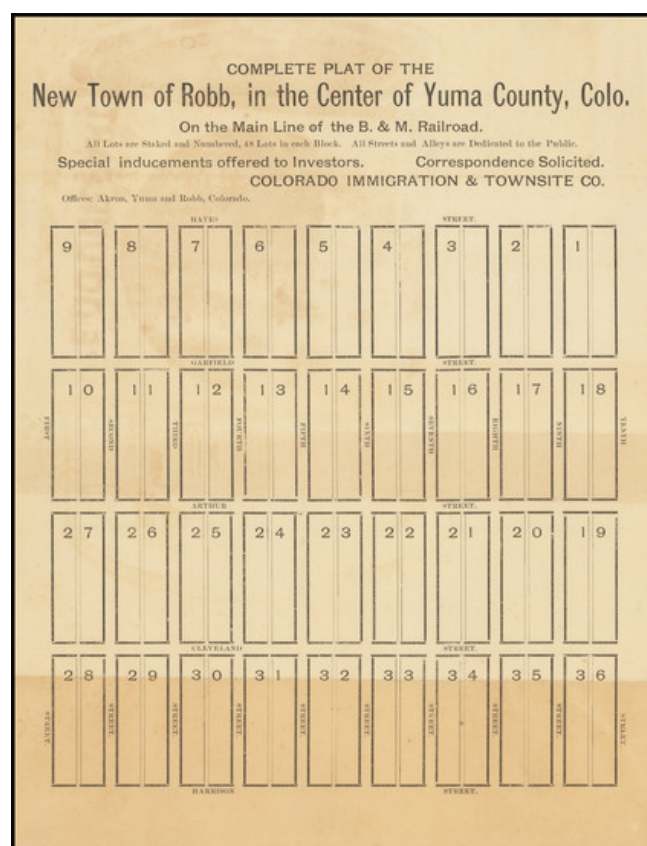 COMPLETE PLAT OF THE
New Town of Robb, in the Center of Yuma County, Colo.
On the Main Line of the B. & M. Railroad.
All Lots are Staked and Numbered, 48 Lots in each Block. All Streets and Alleys are Dedicated to the Public.
Special inducements offered to Investors. Correspondence Solicited.
COLORADO IMMIGRATION & TOWNSITE CO.
Offices: Akron, Yuma and Robb, Colorado.
HAYES STREET.
9 8 7 6 5 4 3 2 1
GARFIELD STREET.
10 11 12 13 14 15 16 17 18
FIRST SECOND THIRD FOURTH FIFTH SIXTH SEVENTH EIGHTH NINTH TENTH
ARTHUR STREET.
27 26 25 24 23 22 21 20 19
CLEVELAND STREET.
28 29 30 31 32 33 34 35 36
STREET. STREET. STREET. STREET. STREET. STREET. STREET. STREET. STREET. STREET.
HARRISON STREET.